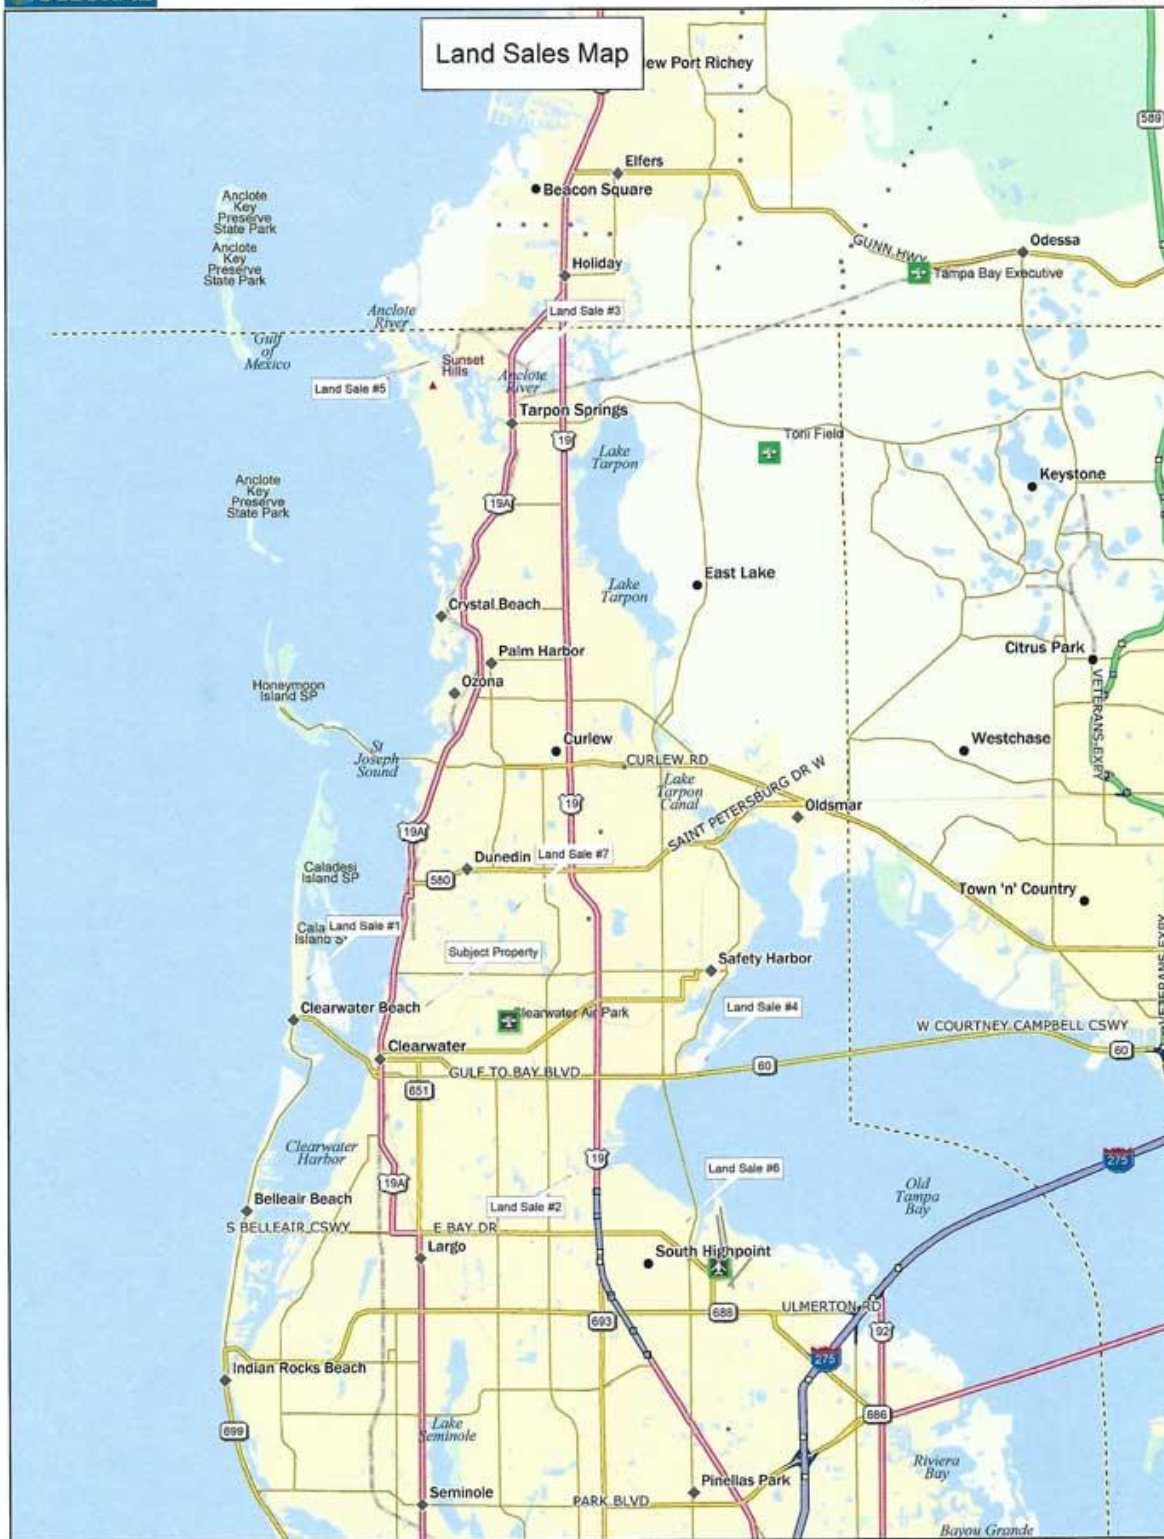 Land Sales Map
ew Port Richey
589
Elfers
Beacon Square
Anclote
Key
Preserve
State Park
Anclote
Key
Preserve
State Park
GUNN HWY
Odessa
Holiday
Tampa Bay Executive
Anclote
River
Land Sale #3
Gulf
of
Mexico
Sunset
Hills
Anclote
River
Land Sale #5
Tarpon Springs
19
Toni Field
Lake
Tarpon
Keystone
Anclote
Key
Preserve
State Park
19A
East Lake
Lake
Tarpon
Crystal Beach
Palm Harbor
Citrus Park
Ozona
Honeymoon
Island SP
VETERANS EXPY
St
Joseph
Sound
Curlew
Westchase
CURLEW RD
Lake
Tarpon
Canal
SAINT PETERSBURG DR W
19
Oldsmar
19A
Dunedin
Land Sale #7
Caladesi
Island SP
580
Town 'n' Country
Cala
Island S
Land Sale #1
Subject Property
Safety Harbor
VETERANS EXPY
Clearwater Beach
Clearwater Air Park
Land Sale #4
W COURTNEY CAMPBELL CSWY
Clearwater
60
60
GULF TO BAY BLVD
651
Clearwater
Harbor
19
275
19A
Land Sale #6
Old
Tampa
Bay
Belleair Beach
Land Sale #2
S BELLEAIR CSWY
E BAY DR
Largo
South Highpoint
ULMERTON RD
688
693
92
275
Indian Rocks Beach
686
699
Lake
Seminole
Riviera
Bay
Pinellas Park
Seminole
PARK BLVD
Bayou Grande